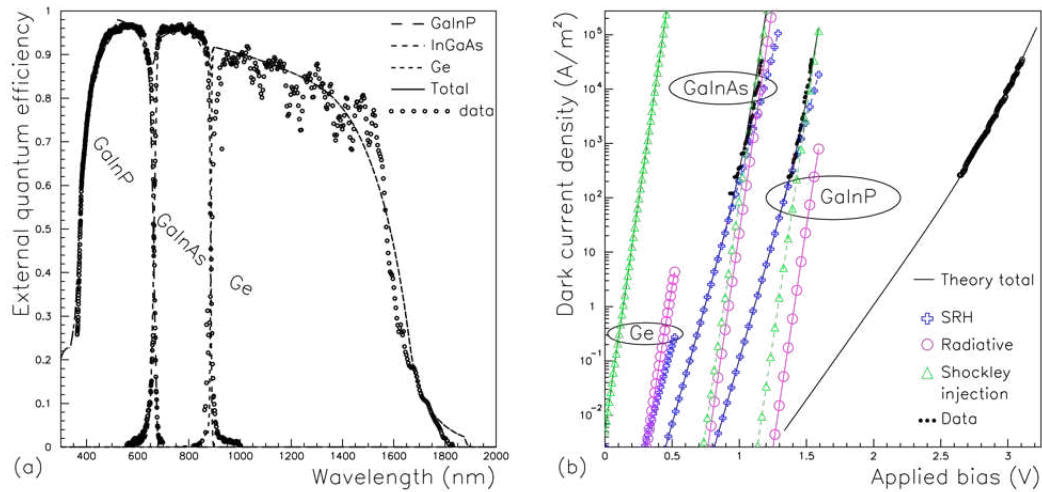 External quantum efficiency
1
0.9
0.8
0.7
0.6
0.5
0.4
0.3
0.2
0.1
0
GaInP
InGaAs
Ge
Total
data
GaInP
GaInAs
Ge
400 600 800 1000 1200 1400 1600 1800 2000
(a)
Wavelength (nm)
Dark current density (A/m²)
10⁵
10⁴
10³
10²
10
1
10⁻¹
10⁻²
GaInAs
GaInP
Ge
Theory total
SRH
Radiative
Shockley
injection
Data
0 0.5 1 1.5 2 2.5 3
(b)
Applied bias (V)